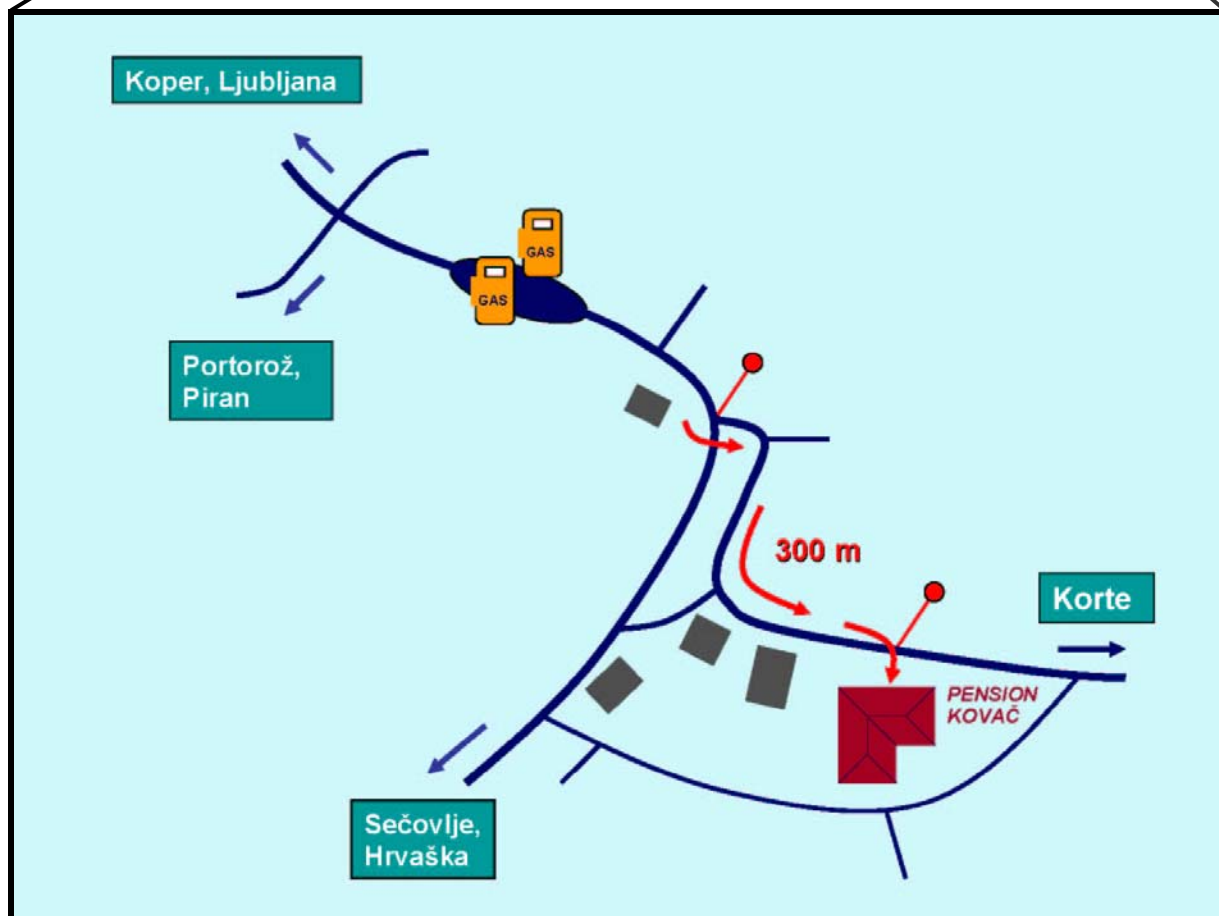 Koper, Ljubljana
GAS
GAS
Portorož,
Piran
300 m
Korte
PENSION
KOVAČ
Sečovlje,
Hrvaška